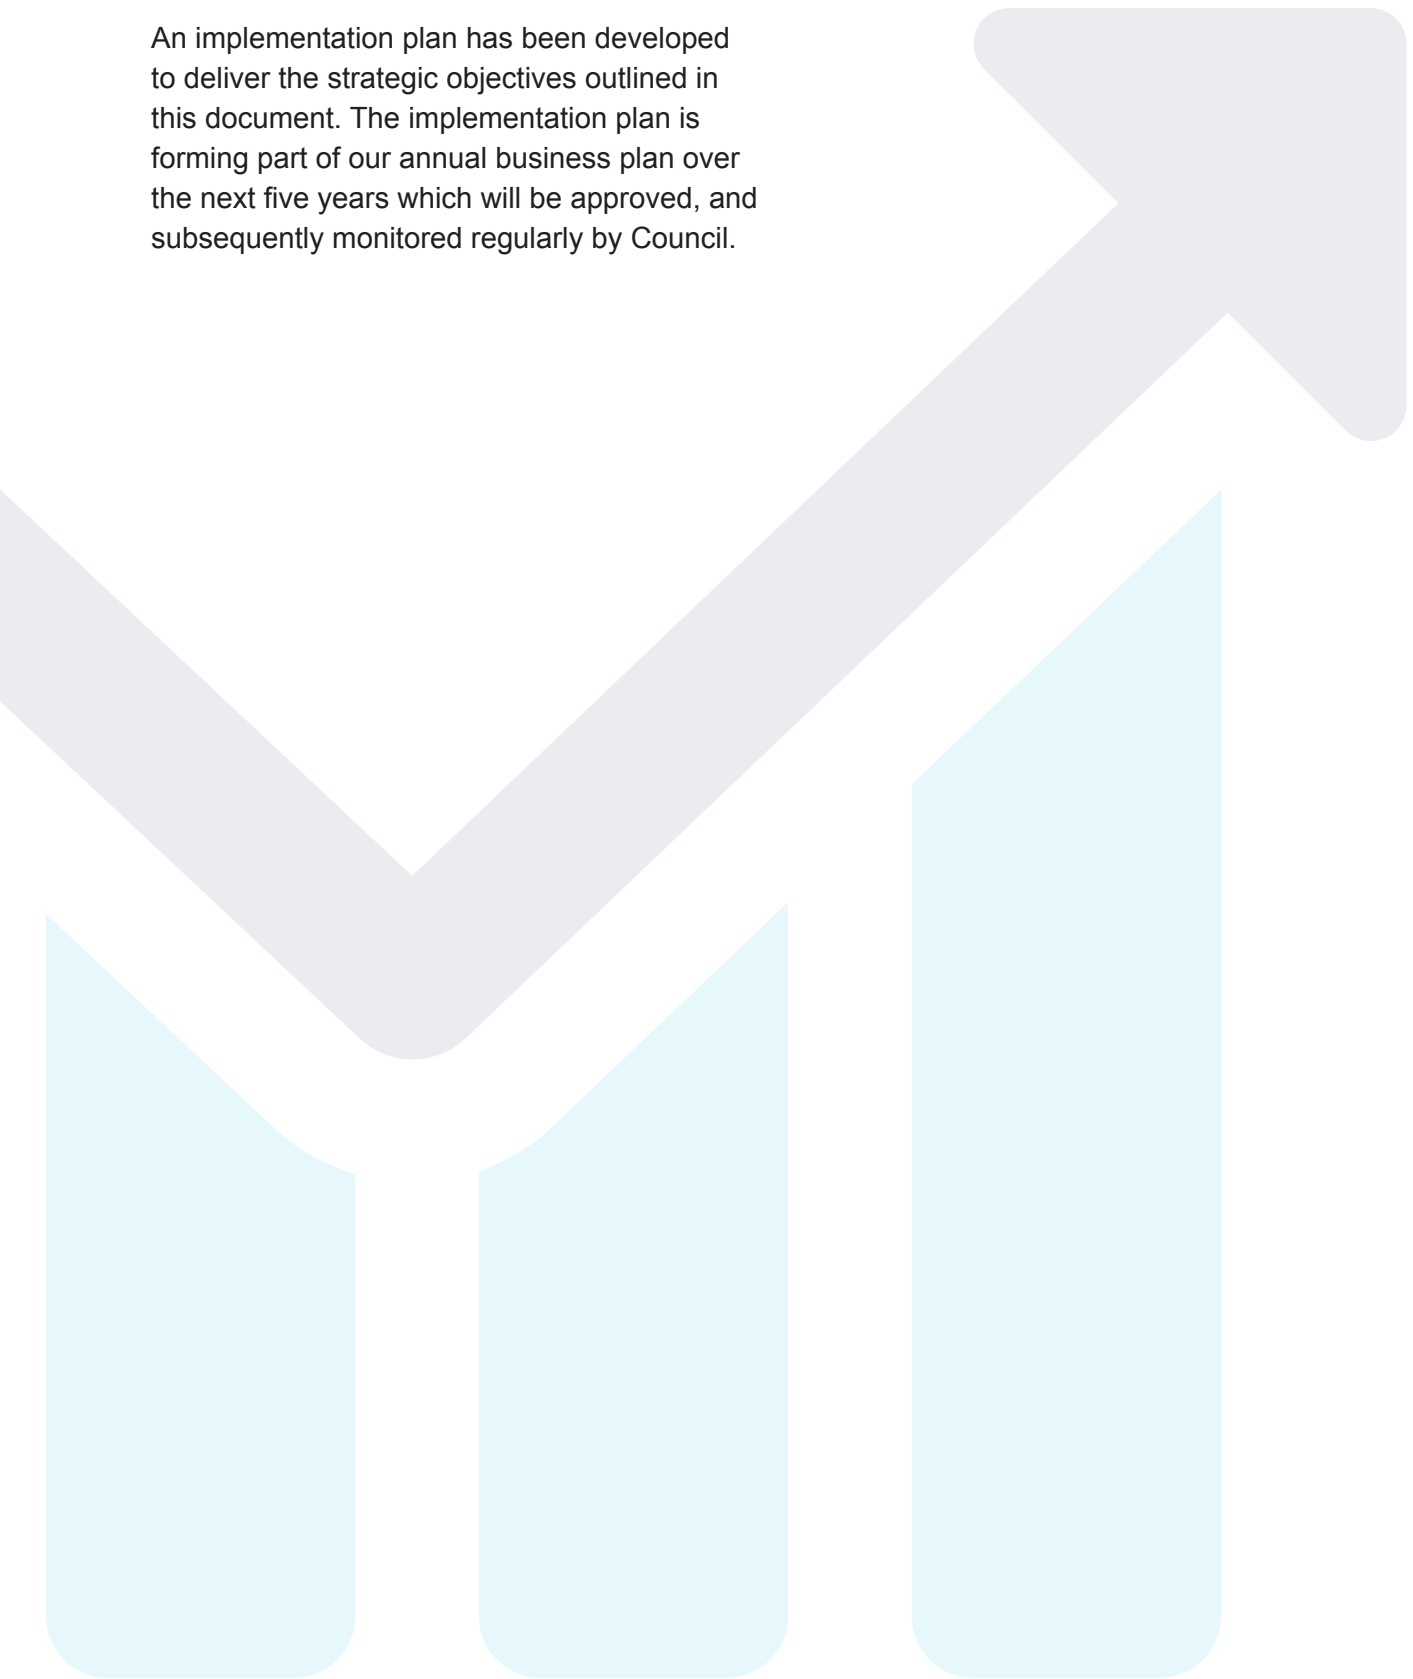 An implementation plan has been developed
to deliver the strategic objectives outlined in
this document. The implementation plan is
forming part of our annual business plan over
the next five years which will be approved, and
subsequently monitored regularly by Council.